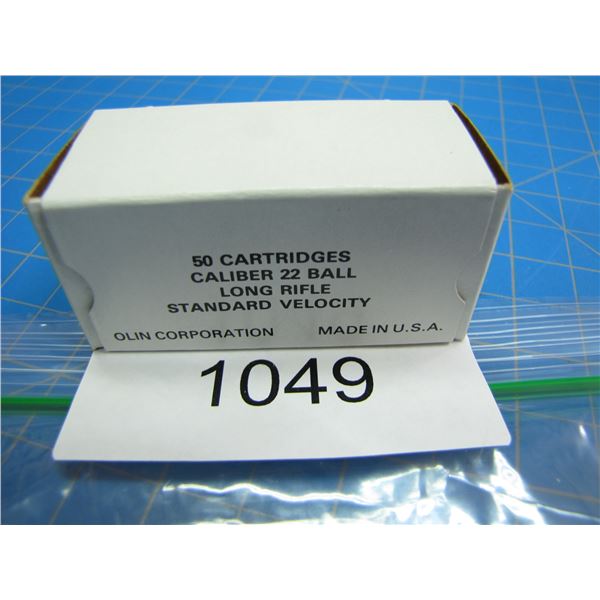 50 CARTRIDGES
CALIBER 22 BALL
LONG RIFLE
STANDARD VELOCITY
OLIN CORPORATION MADE IN U.S.A.
1049